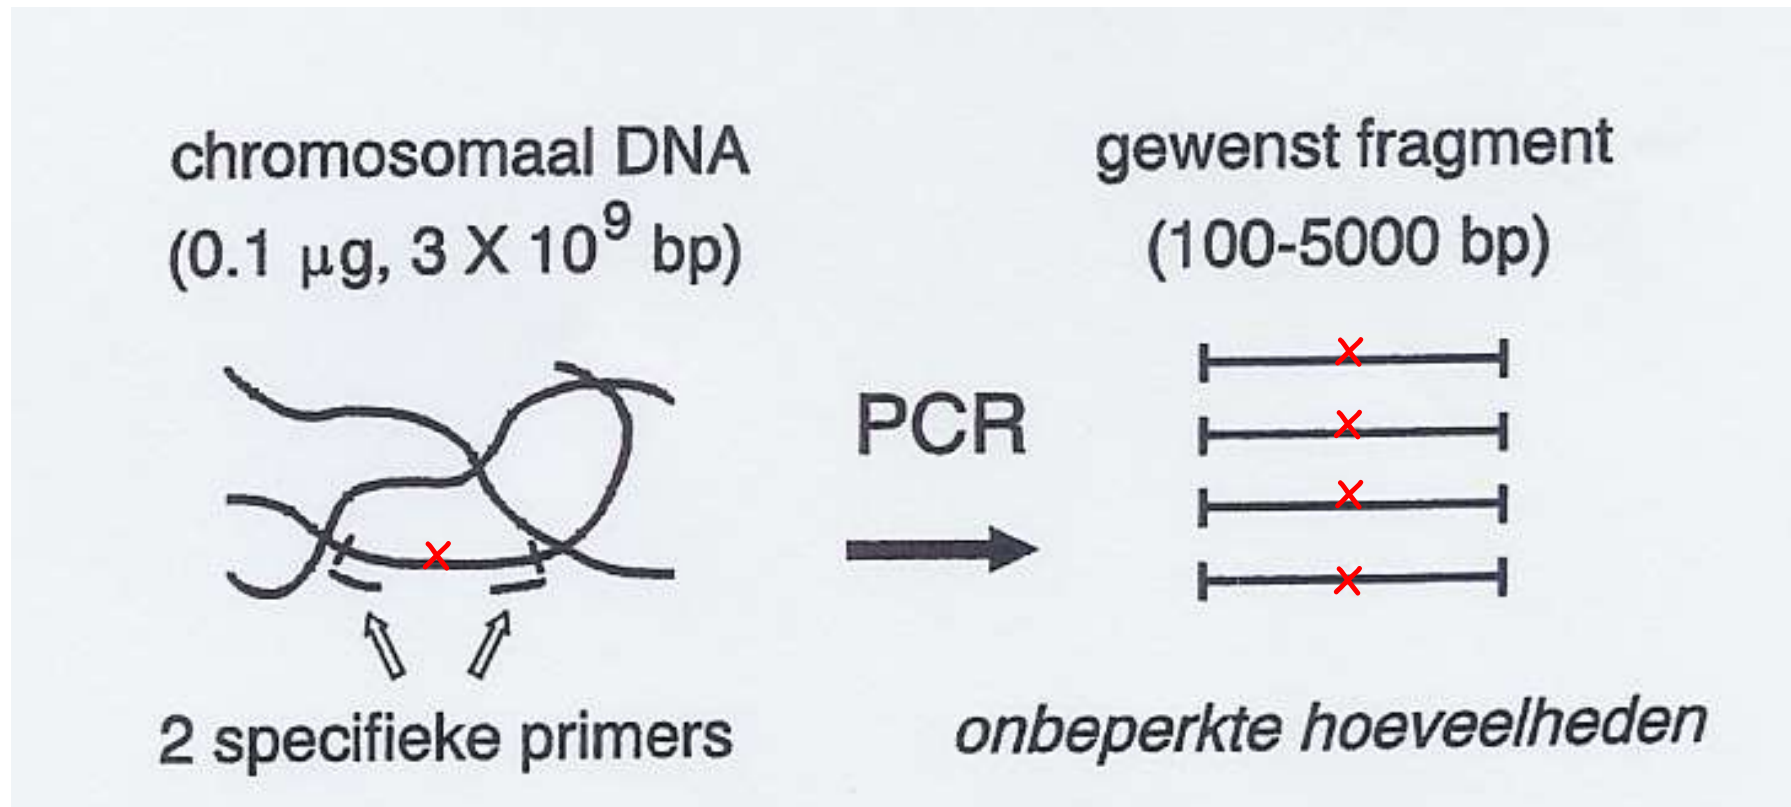 chromosomaal DNA
(0.1 μg, 3 X 10⁹ bp)
gewenst fragment
(100-5000 bp)
PCR
2 specifieke primers
onbeperkte hoeveelheden